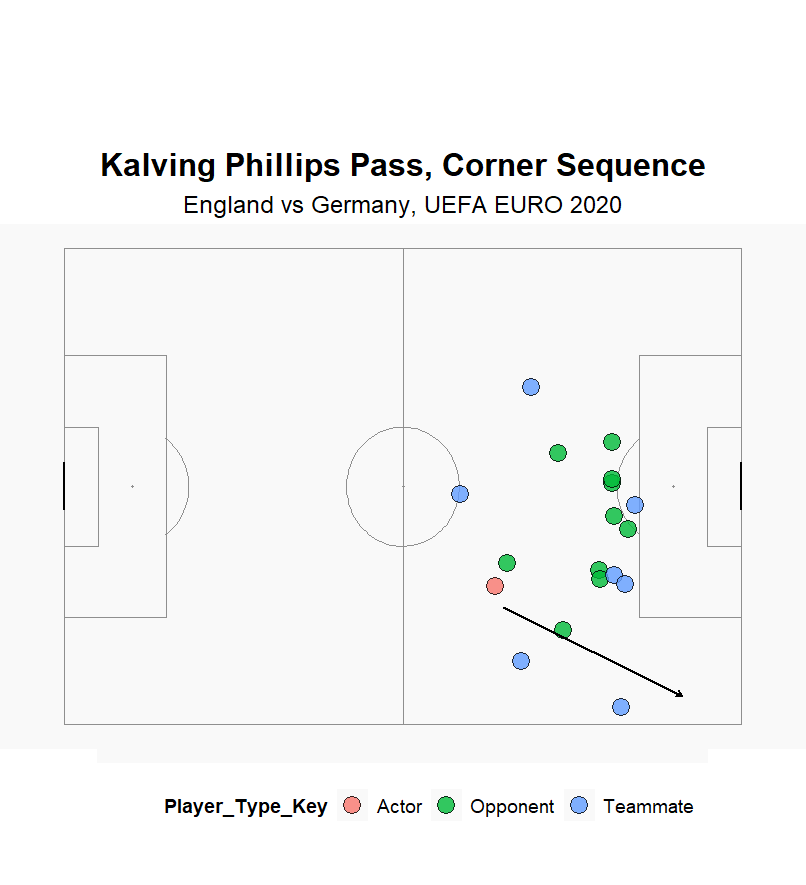 Kalving Phillips Pass, Corner Sequence
England vs Germany, UEFA EURO 2020
Player_Type_Key Actor Opponent Teammate